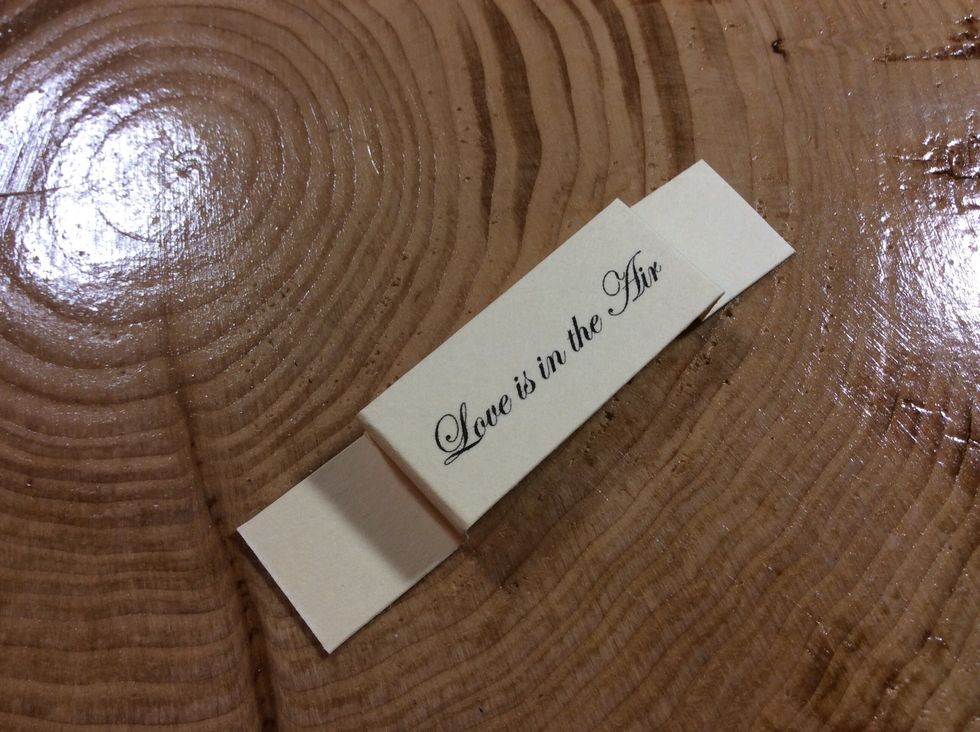 Love is in the Air